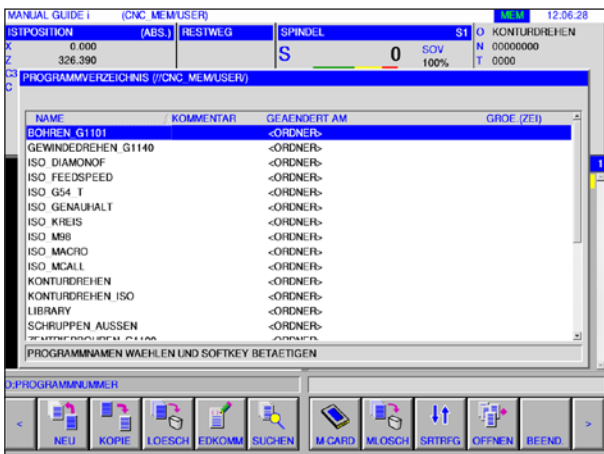 MANUAL GUIDE i (CNC_MEM/USER) MEM 12:06.28
ISTPOSITION (ABS.) RESTWEG SPINDEL S1 O KONTURDREHEN
X 0.000 S 0 SOV 100% N 00000000
Z 326.390 T 0000
C3 PROGRAMMVERZEICHNIS (//CNC_MEM/USER/)
C
NAME KOMMENTAR GEAENDERT AM GROE.(ZEI)
BOHREN_G1101 <ORDNER>
GEWINDEDREHEN_G1140 <ORDNER>
ISO_DIAMONOF <ORDNER>
ISO_FEEDSPEED <ORDNER>
ISO_G54_T <ORDNER>
ISO_GENAUHALT <ORDNER>
ISO_KREIS <ORDNER>
ISO_M98 <ORDNER>
ISO_MACRO <ORDNER>
ISO_MCALL <ORDNER>
KONTURDREHEN <ORDNER>
KONTURDREHEN_ISO <ORDNER>
LIBRARY <ORDNER>
SCHRUPPEN_AUSSEN <ORDNER>
1
PROGRAMMNAMEN WAEHLEN UND SOFTKEY BETAETIGEN
O:PROGRAMMNUMMER
< NEU KOPIE LOESCH EDKOMM SUCHEN M-CARD MLOSCH SRTRFG OFFNEN BEEND. >